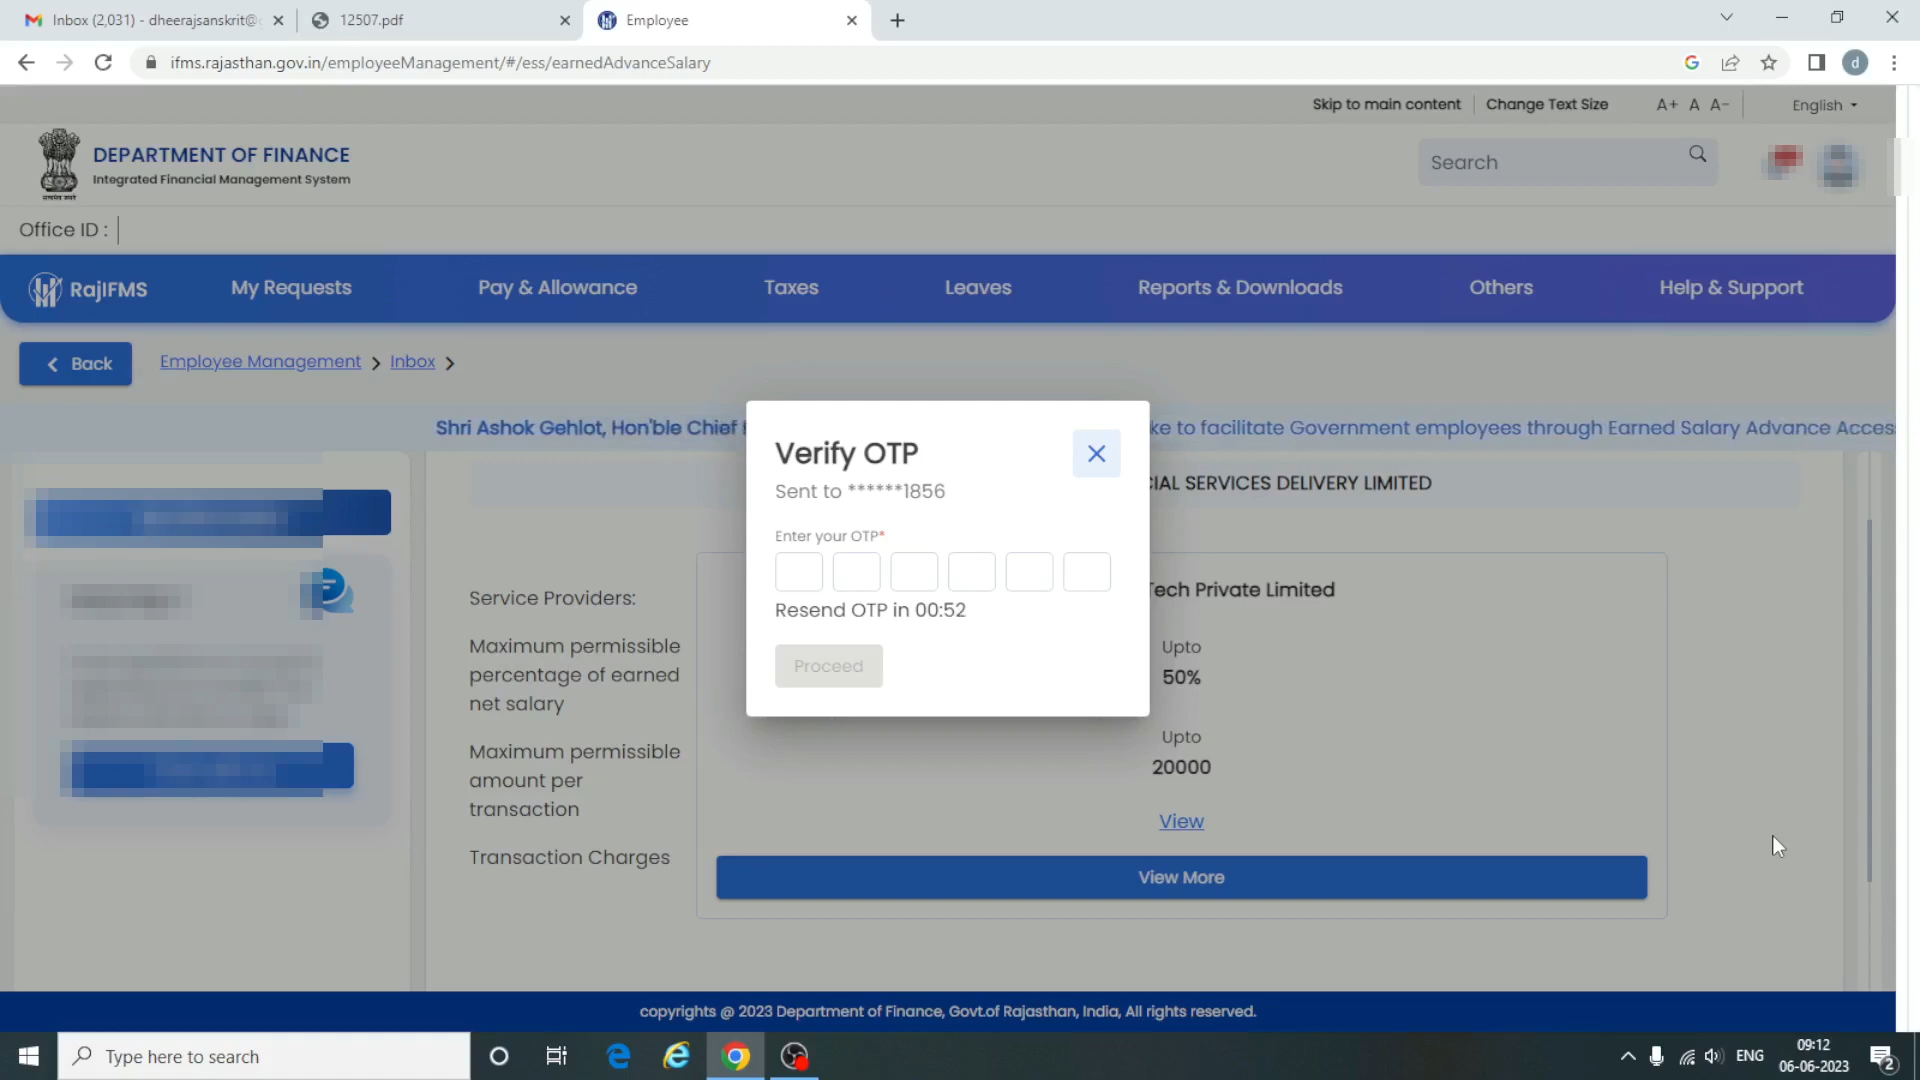 Inbox (2,031) - dheerajsanskrit@
12507.pdf
Employee
ifms.rajasthan.gov.in/employeeManagement/#/ess/earnedAdvanceSalary
G
d
Skip to main content
Change Text Size
A+ A A-
English
DEPARTMENT OF FINANCE
Integrated Financial Management System
सत्यमेव जयते
Search
Office ID :
RajIFMS
My Requests
Pay & Allowance
Taxes
Leaves
Reports & Downloads
Others
Help & Support
Back
Employee Management > Inbox >
Shri Ashok Gehlot, Hon'ble Chief
ke to facilitate Government employees through Earned Salary Advance Acces
Verify OTP
Sent to ******1856
Enter your OTP*
Resend OTP in 00:52
Proceed
IAL SERVICES DELIVERY LIMITED
Service Providers:
Tech Private Limited
Maximum permissible
percentage of earned
net salary
Upto
50%
Maximum permissible
amount per
transaction
Upto
20000
Transaction Charges
View
View More
copyrights @ 2023 Department of Finance, Govt.of Rajasthan, India, All rights reserved.
Type here to search
ENG
09:12
06-06-2023
2